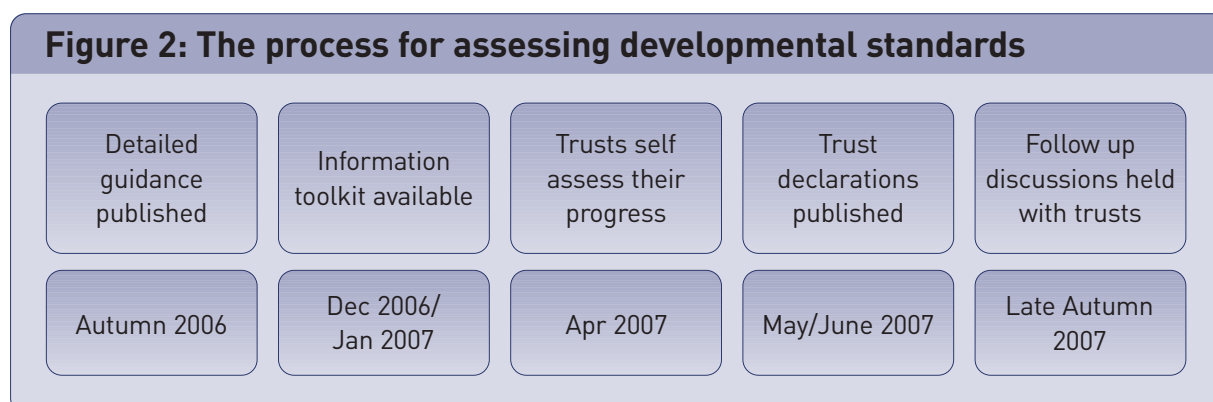 Figure 2: The process for assessing developmental standards
Detailed
guidance
published
Information
toolkit available
Trusts self
assess their
progress
Trust
declarations
published
Follow up
discussions held
with trusts
Autumn 2006
Dec 2006/
Jan 2007
Apr 2007
May/June 2007
Late Autumn
2007